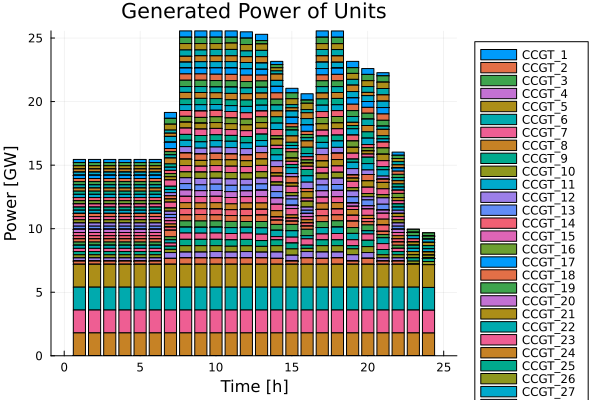 Generated Power of Units
Power [GW]
25
20
15
10
5
0
0
5
10
15
20
25
Time [h]
CCGT_1
CCGT_2
CCGT_3
CCGT_4
CCGT_5
CCGT_6
CCGT_7
CCGT_8
CCGT_9
CCGT_10
CCGT_11
CCGT_12
CCGT_13
CCGT_14
CCGT_15
CCGT_16
CCGT_17
CCGT_18
CCGT_19
CCGT_20
CCGT_21
CCGT_22
CCGT_23
CCGT_24
CCGT_25
CCGT_26
CCGT_27